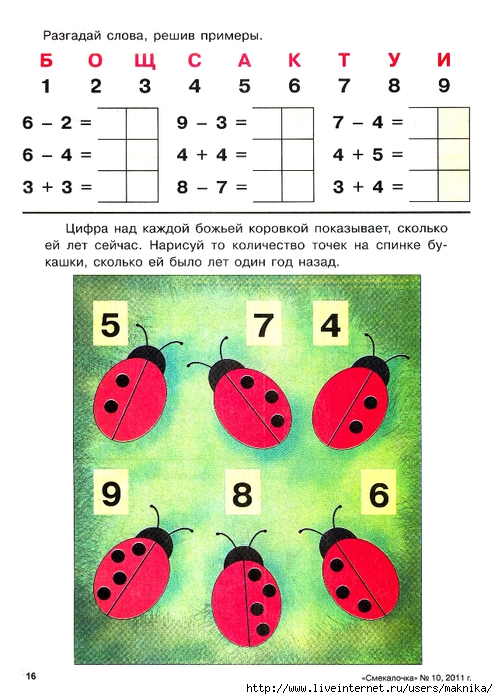 Разгадай слова, решив примеры.
Б О Щ С А К Т У И
1 2 3 4 5 6 7 8 9
6 – 2 = 9 – 3 = 7 – 4 =
6 – 4 = 4 + 4 = 4 + 5 =
3 + 3 = 8 – 7 = 3 + 4 =
Цифра над каждой божьей коровкой показывает, сколько
ей лет сейчас. Нарисуй то количество точек на спинке бу-
кашки, сколько ей было лет один год назад.
5 7 4
9 8 6
16
«Смекалочка» № 10, 2011 г.
http://www.liveinternet.ru/users/maknika/